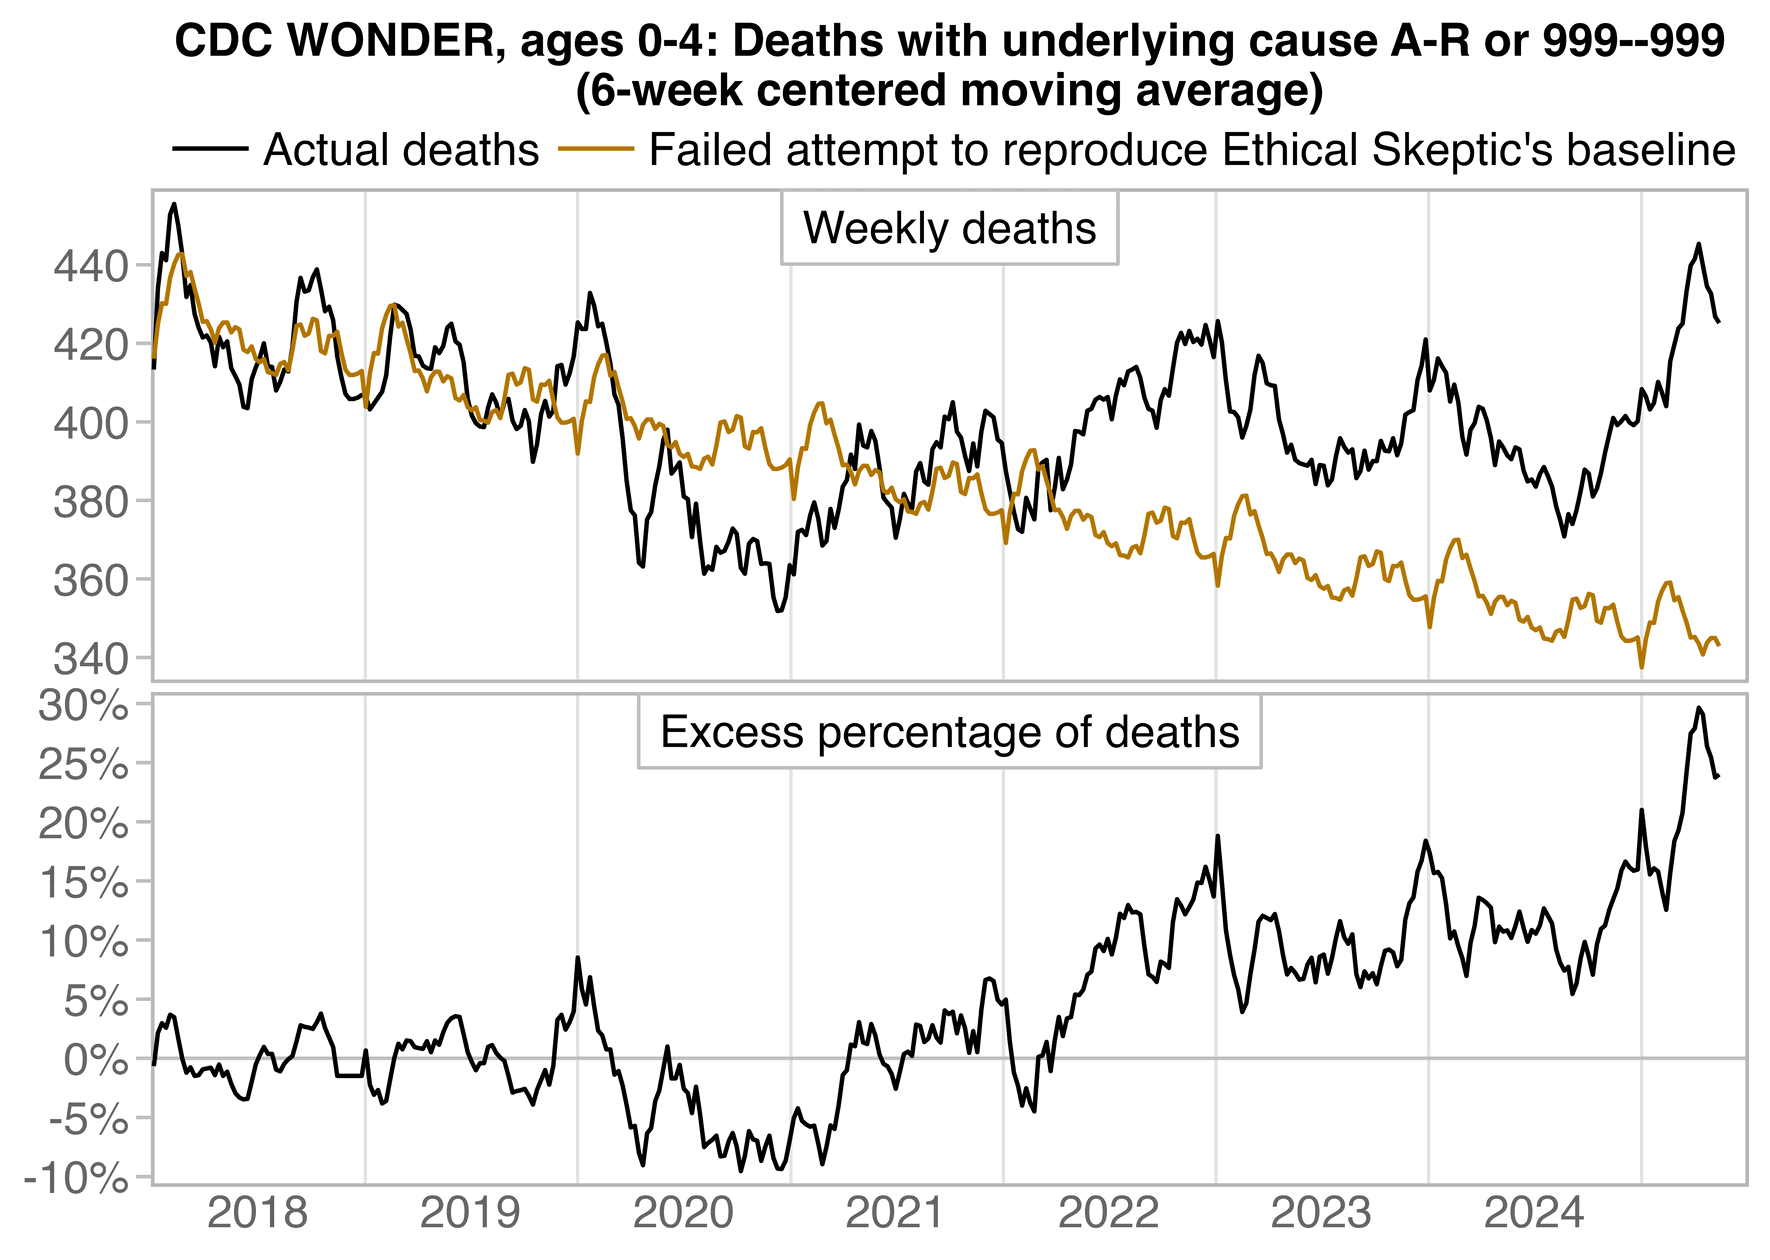 CDC WONDER, ages 0-4: Deaths with underlying cause A-R or 999--999
(6-week centered moving average)
Actual deaths
Failed attempt to reproduce Ethical Skeptic's baseline
Weekly deaths
440
420
400
380
360
340
Excess percentage of deaths
30%
25%
20%
15%
10%
5%
0%
-5%
-10%
2018 2019 2020 2021 2022 2023 2024